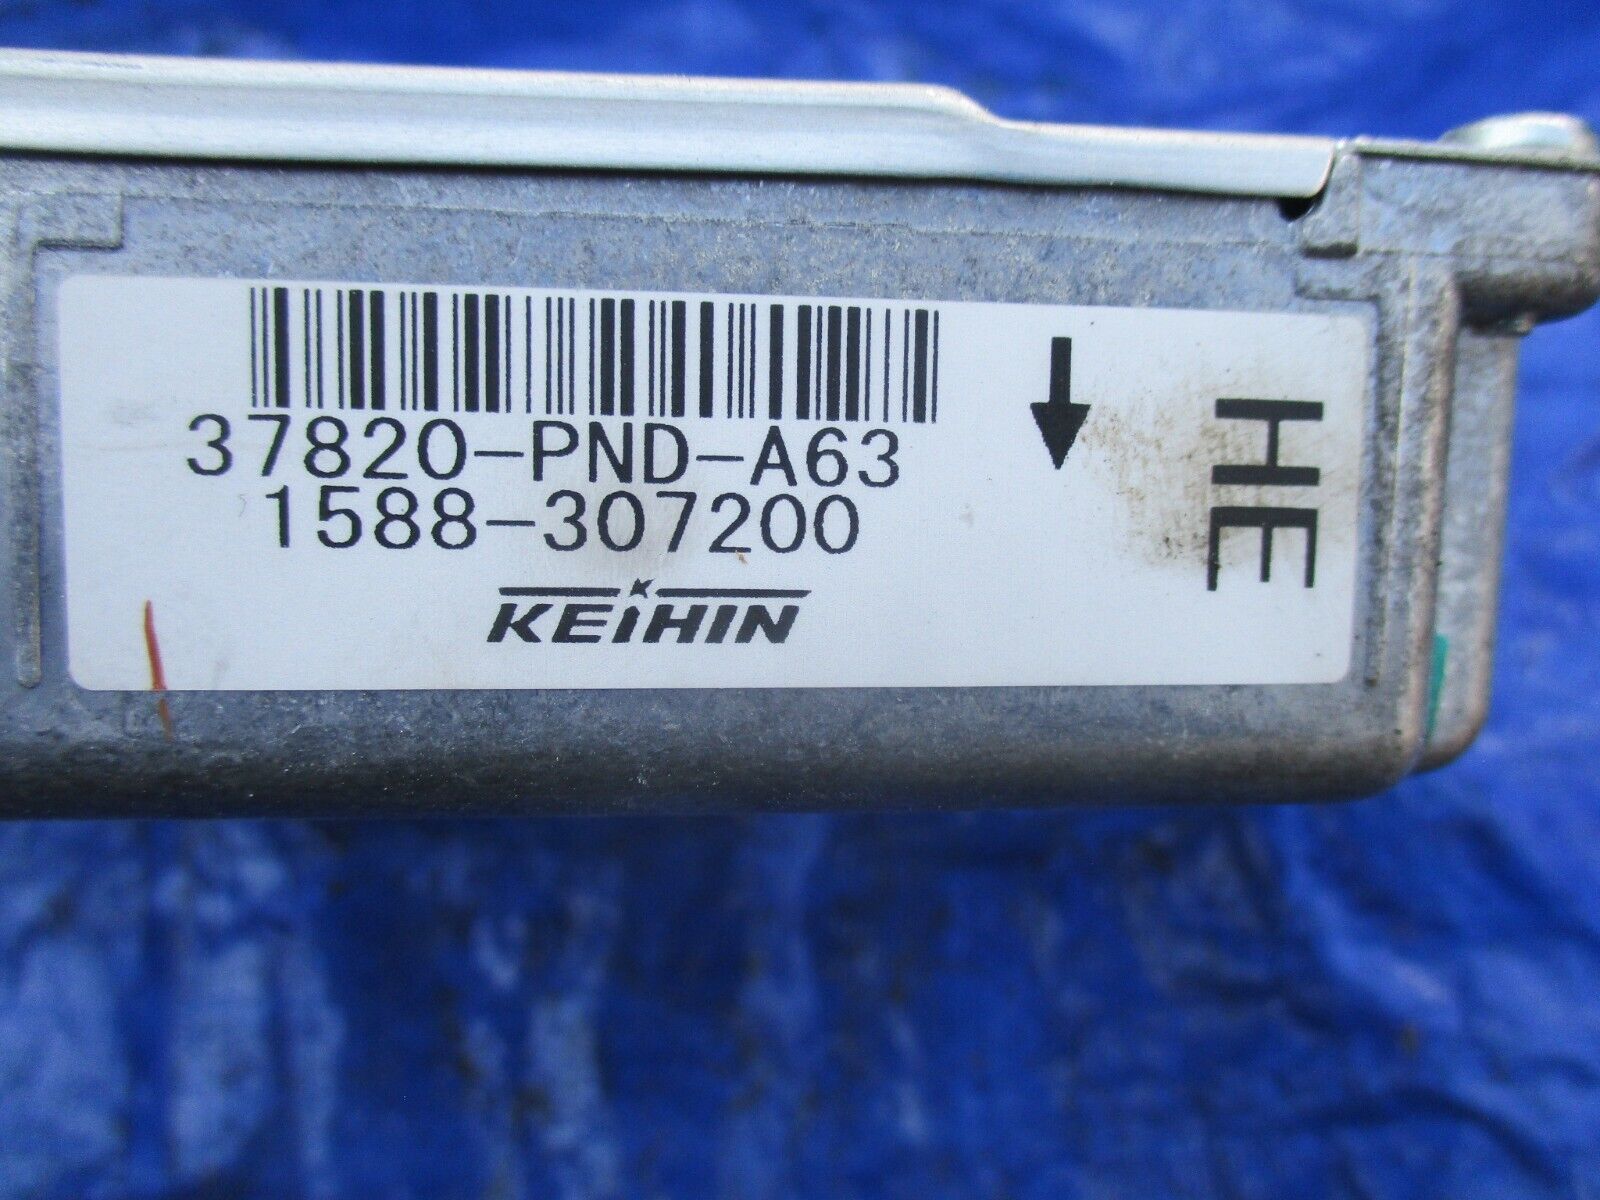 37820-PND-A63
1588-307200
KEIHIN
HE